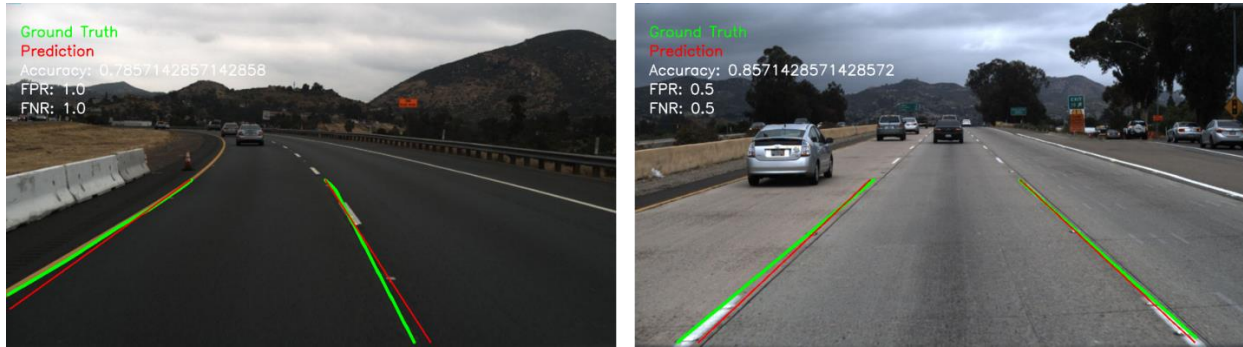 Ground Truth
Prediction
Accuracy: 0.7857142857142858
FPR: 1.0
FNR: 1.0
Ground Truth
Prediction
Accuracy: 0.8571428571428572
FPR: 0.5
FNR: 0.5